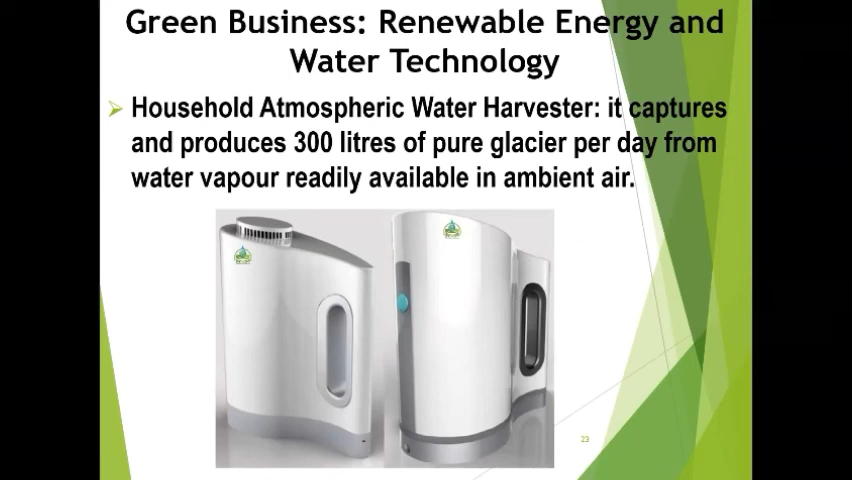 Green Business: Renewable Energy and
Water Technology
Household Atmospheric Water Harvester: it captures
and produces 300 litres of pure glacier per day from
water vapour readily available in ambient air.
23